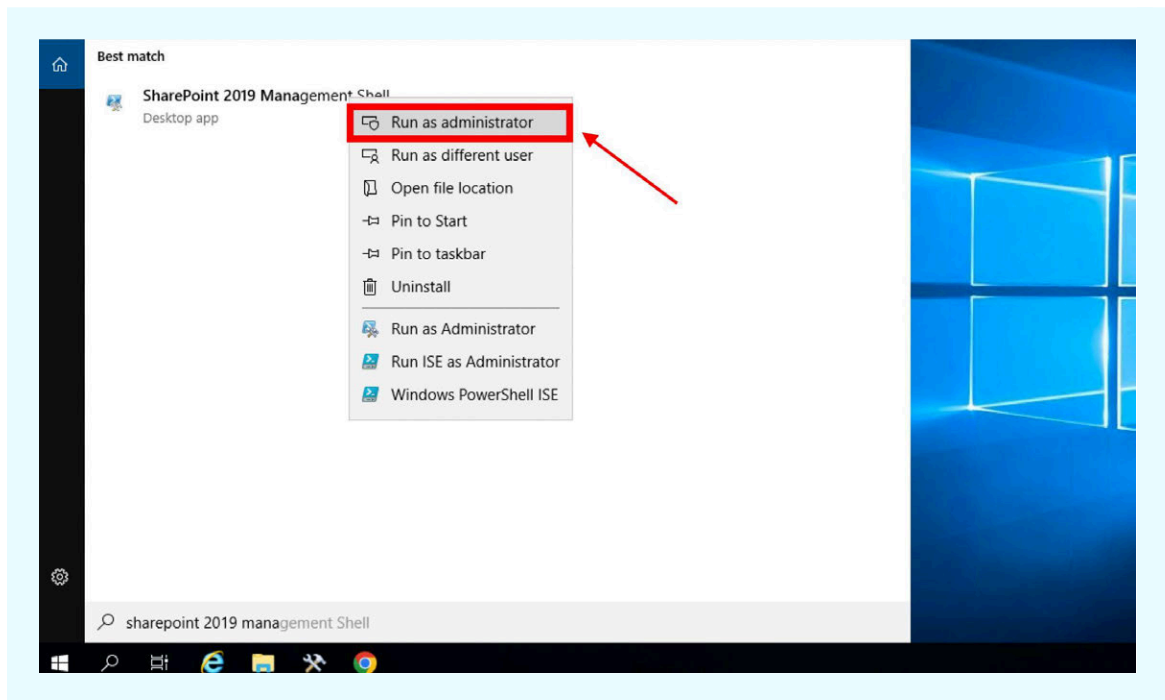 Best match
SharePoint 2019 Management Shell
Desktop app
Run as administrator
Run as different user
Open file location
Pin to Start
Pin to taskbar
Uninstall
Run as Administrator
Run ISE as Administrator
Windows PowerShell ISE
sharepoint 2019 management Shell